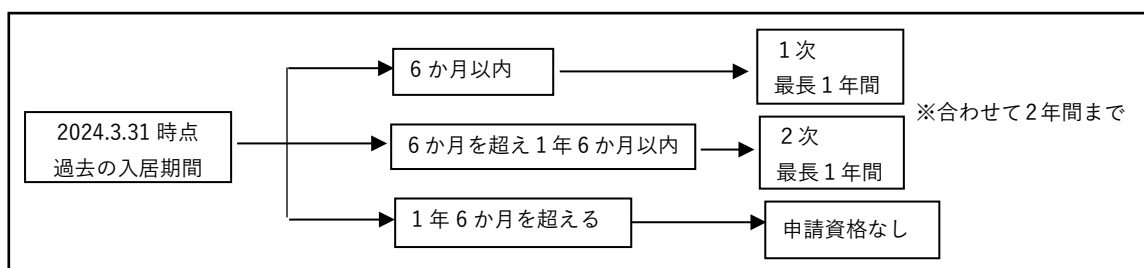 2024.3.31 時点
過去の入居期間
6 か月以内
1 次
最長 1 年間
6 か月を超え 1 年 6 か月以内
2 次
最長 1 年間
※合わせて 2 年間まで
1 年 6 か月を超える
申請資格なし